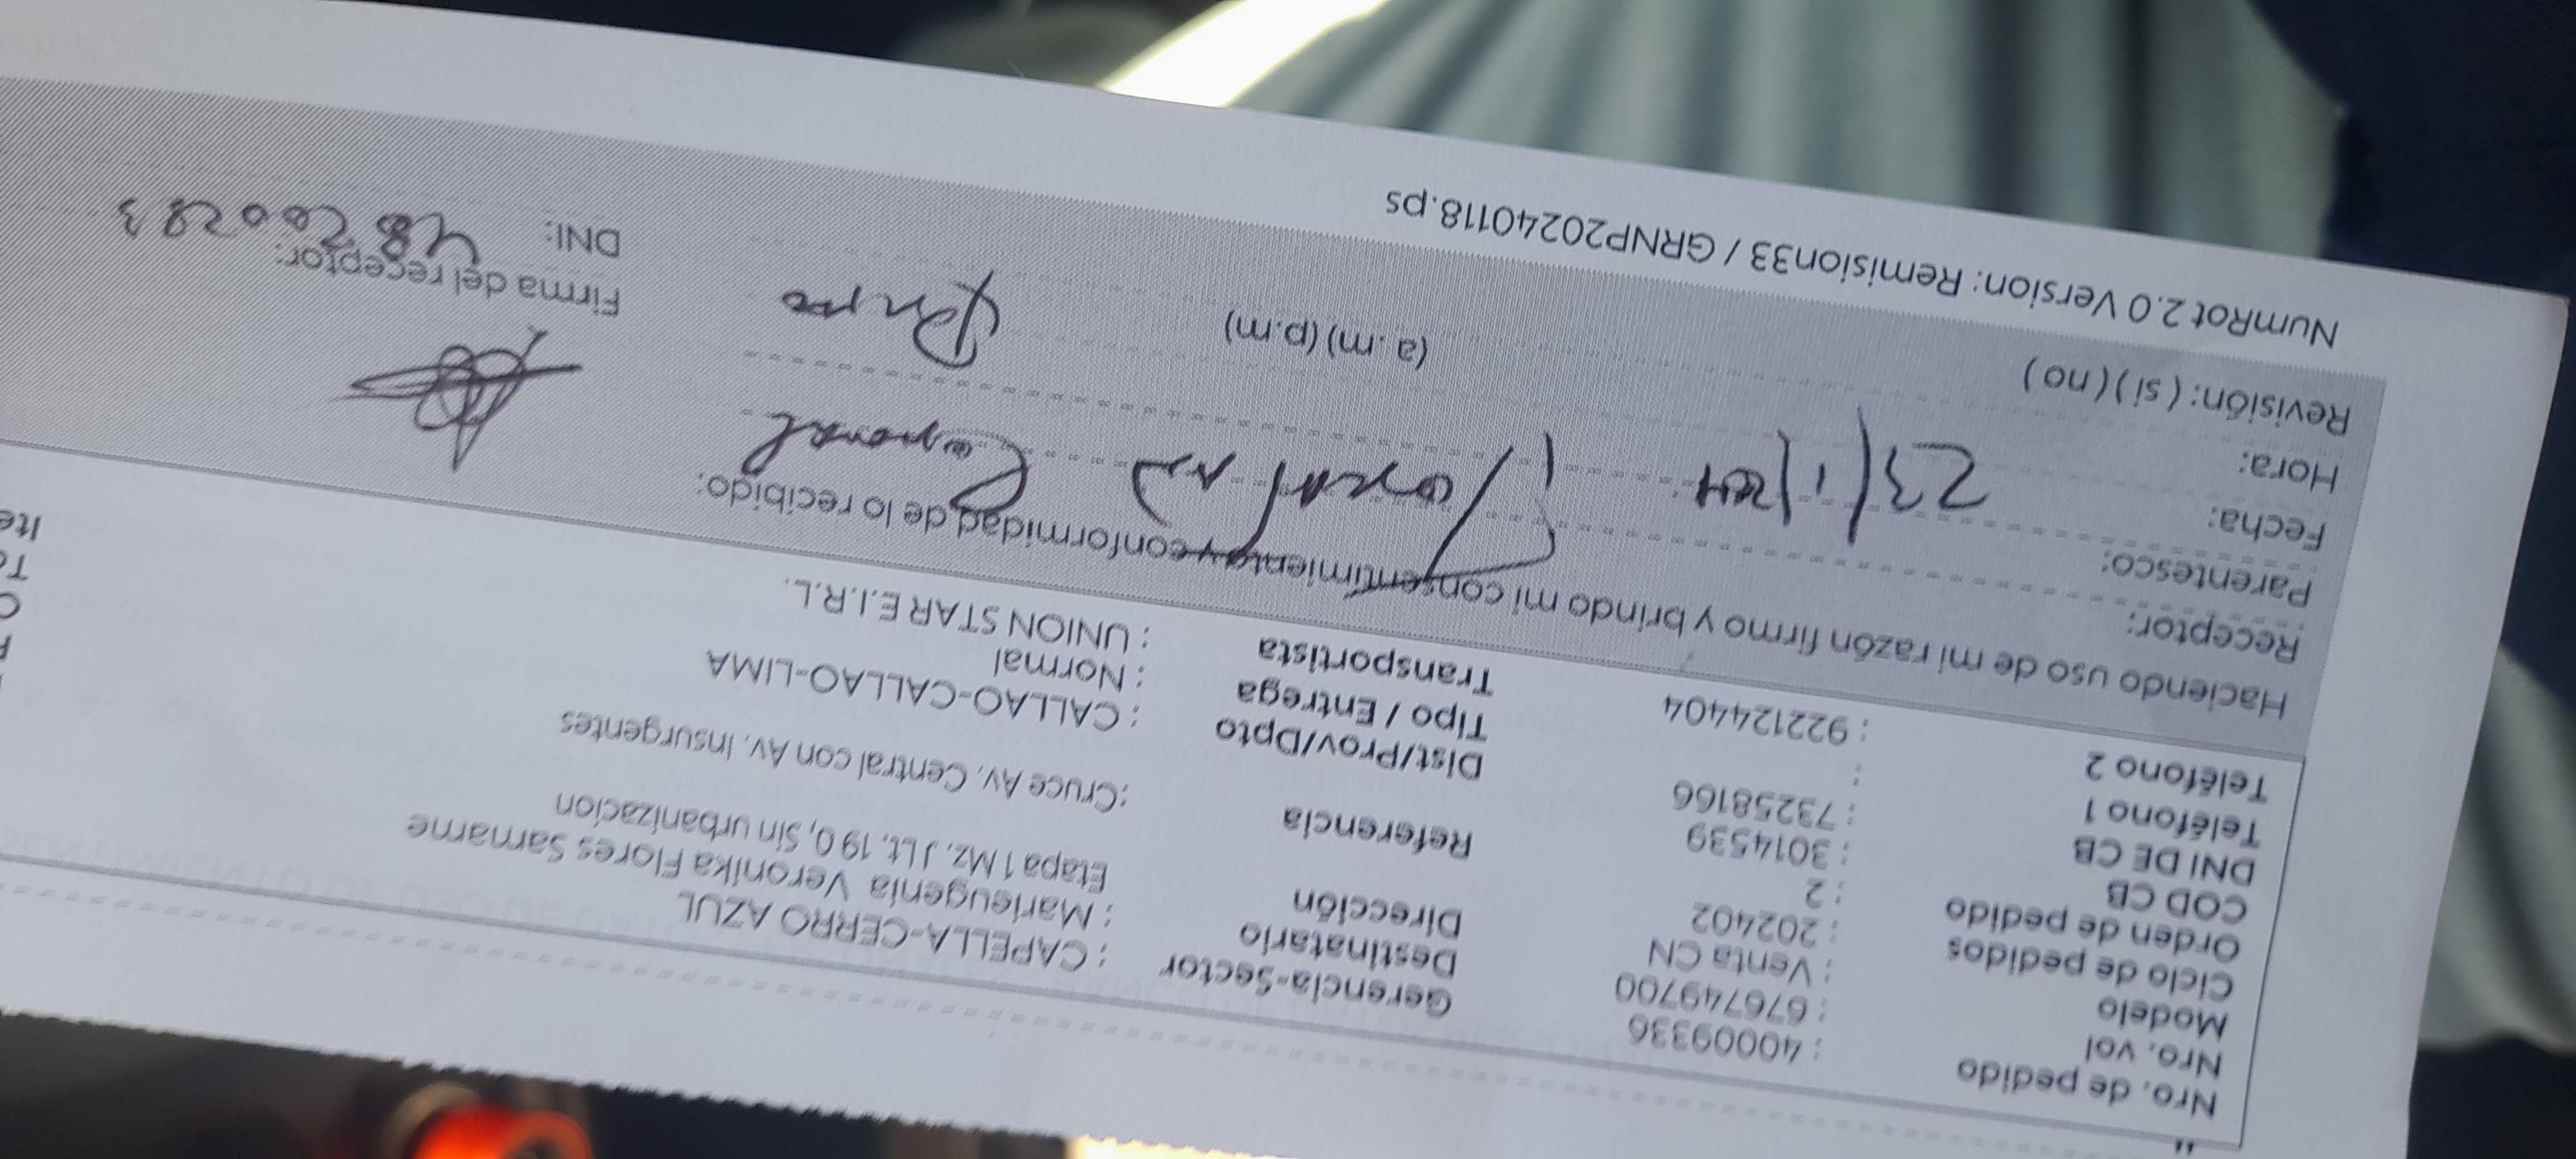 Nro. de pedido : 40009336 Gerencia-Sector : CAPELLA-CERRO AZUL
Nro. vol : 676749700 Destinatario : Marieugenia Veronika Flores Samame
Modelo : Venta CN Dirección Etapa 1 Mz. J Lt. 19 0, Sin urbanizacion
Ciclo de pedidos : 202402
Orden de pedido : 2 Referencia :Cruce Av. Central con Av. Insurgentes
COD CB : 3014539
DNI DE CB : 73258166 Dist/Prov/Dpto : CALLAO-CALLAO-LIMA
Teléfono 1 : Tipo / Entrega : Normal
Teléfono 2 : 922124404 Transportista : UNION STAR E.I.R.L.
Haciendo uso de mi razón firmo y brindo mi consentimiento y conformidad de lo recibido:
Receptor:
Parentesco:
Fecha: 23/1/2024
Hora: (a.m) (p.m)
Revisión: ( si ) ( no )
Firma del receptor:
DNI:
NumRot 2.0 Version: Remision33 / GRNP20240118.ps